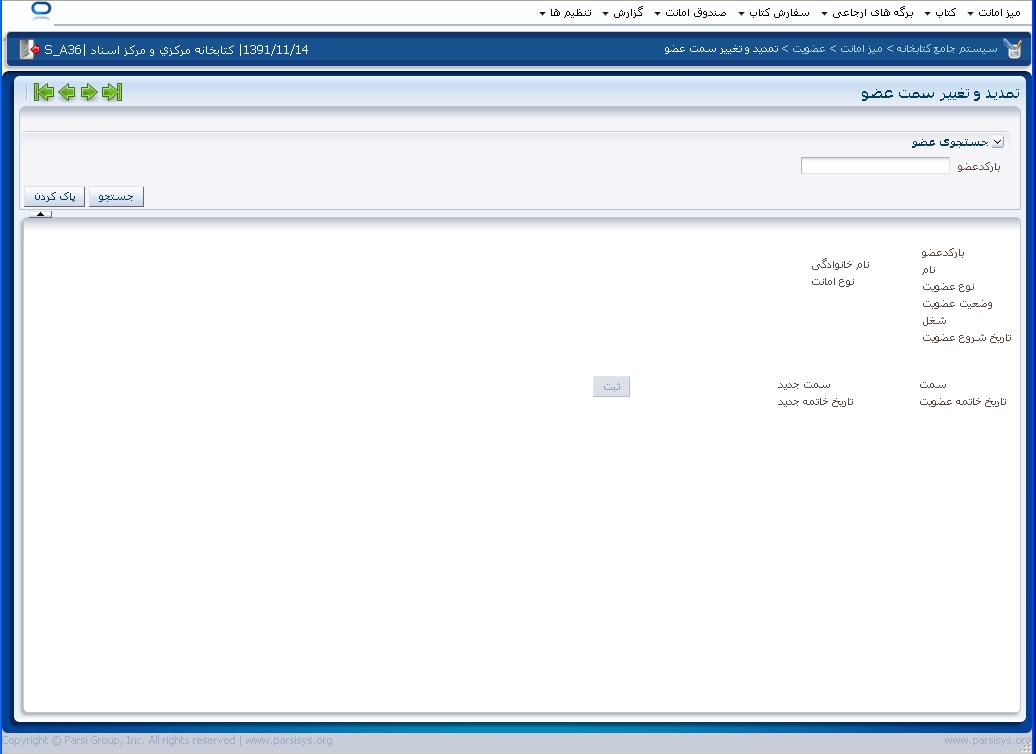 میز امانت کتاب برگه های ارجاعی سفارش کتاب صندوق امانت گزارش تنظیم ها
سیستم جامع کتابخانه > میز امانت > عضویت > تمدید و تغییر سمت عضو
1391/11/14| کتابخانه مرکزي و مرکز اسناد |S_A36
تمدید و تغییر سمت عضو
جستجوی عضو
بارکدعضو
جستجو پاک کردن
بارکدعضو
نام نام خانوادگی
نوع عضویت نوع امانت
وضعیت عضویت
شغل
تاریخ شروع عضویت
سمت سمت جدید ثبت
تاریخ خاتمه عضویت تاریخ خاتمه جدید
Copyright © Parsi Group, Inc. All rights reserved | www.parsisys.org www.parsisys.org